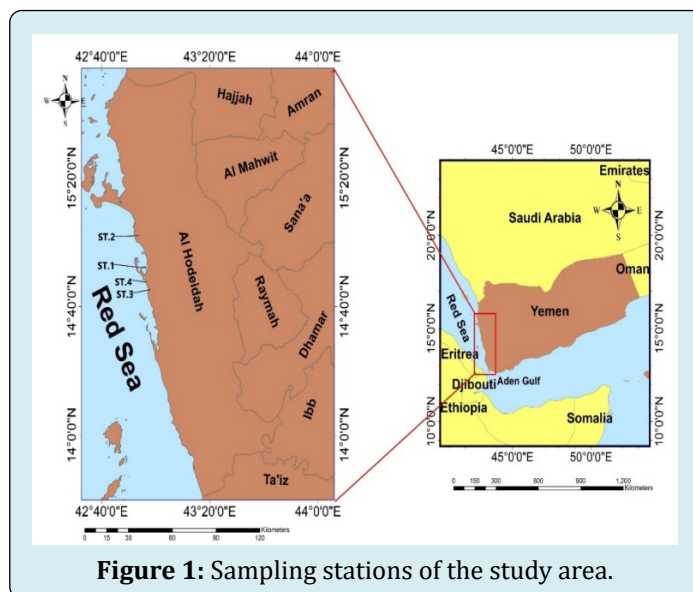 42°40'0"E 43°20'0"E 44°0'0"E
N
W E
S
Hajjah
Amran
Al Mahwit
Sana'a
15°20'0"N
15°20'0"N
ST.2
ST.1
ST.4
ST.3
Al Hodeidah
Red Sea
Raymah
14°40'0"N
14°40'0"N
Dhamar
Ibb
14°0'0"N
14°0'0"N
Ta'iz
42°40'0"E 43°20'0"E 44°0'0"E
Kilometers
0 15 30 60 90 120
45°0'0"E 50°0'0"E
Emirates
N
W E
S
Saudi Arabia
20°0'0"N
20°0'0"N
Oman
Red Sea
Yemen
15°0'0"N
15°0'0"N
Eritrea
Djibouti Aden Gulf
Ethiopia
Somalia
10°0'0"N
10°0'0"N
45°0'0"E 50°0'0"E
Kilometers
0 150 300 600 900 1,200
Figure 1: Sampling stations of the study area.